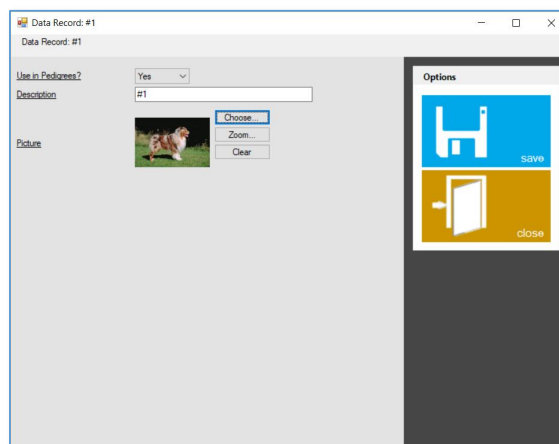 Data Record: #1
Data Record: #1
Use in Pedigrees? Yes
Description #1
Picture
Choose...
Zoom...
Clear
Options
save
close